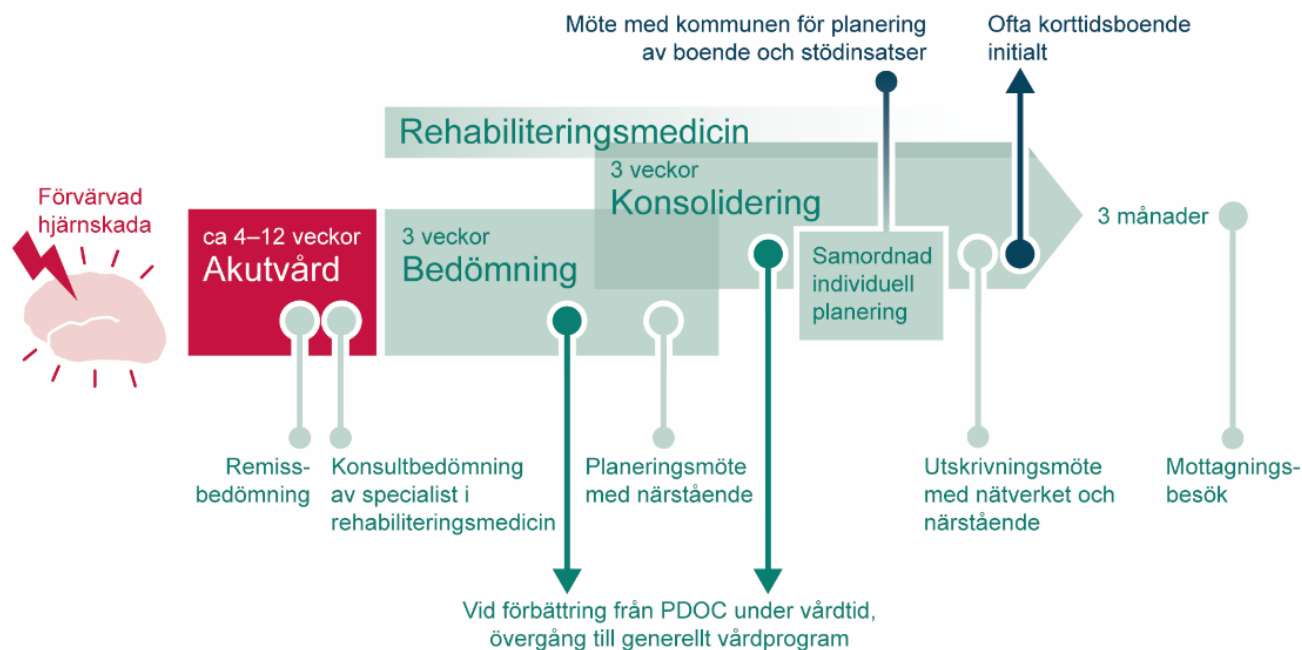 Möte med kommunen för planering
av boende och stödinsatser
Ofta korttidsboende
initialt
Rehabiliteringsmedicin
3 veckor
Konsolidering
Förvärvad
hjärnskada
ca 4–12 veckor
Akutvård
3 veckor
Bedömning
Samordnad
individuell
planering
3 månader
Remiss-
bedömning
Konsultbedömning
av specialist i
rehabiliteringsmedicin
Planeringsmöte
med närstående
Utskrivningsmöte
med nätverket och
närstående
Mottagnings-
besök
Vid förbättring från PDOC under vårdtid,
övergång till generellt vårdprogram